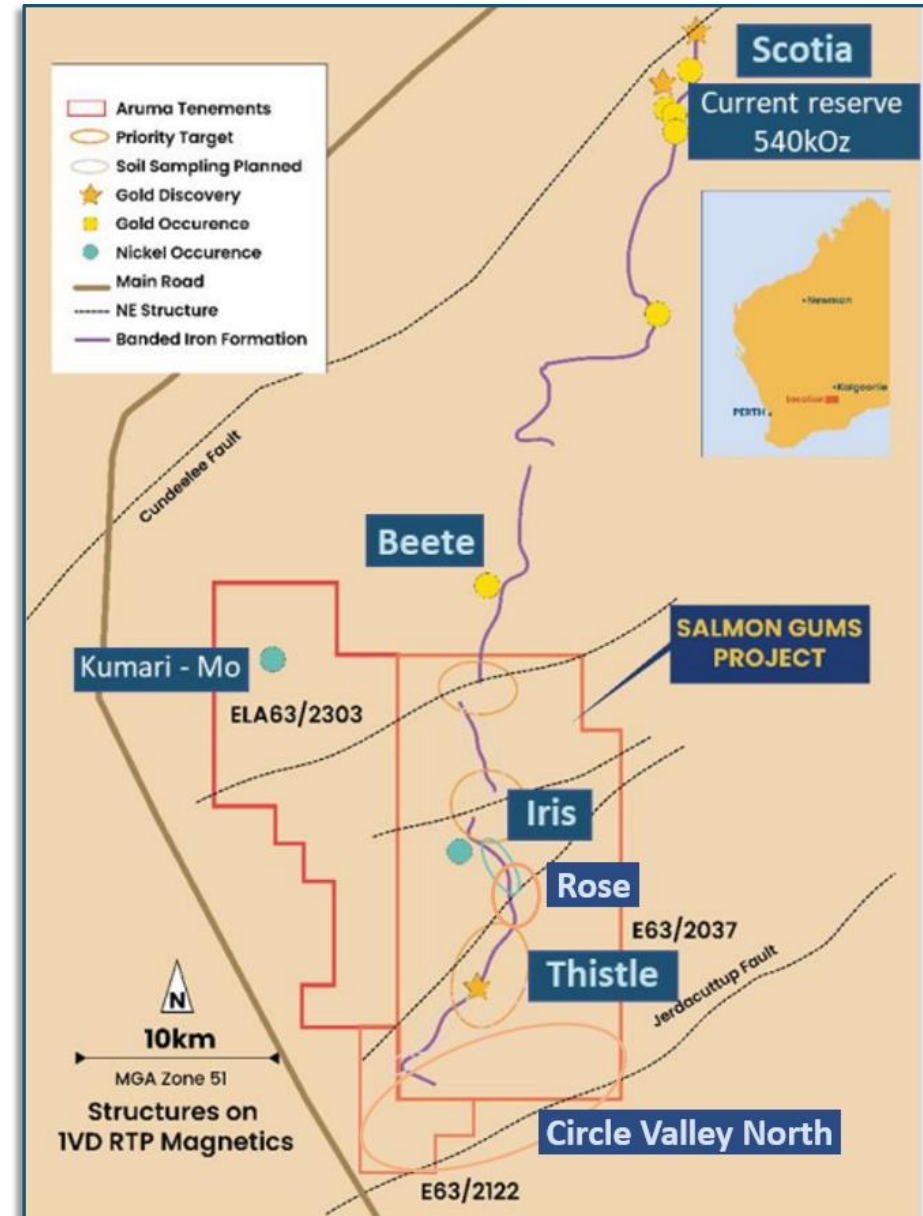 Scotia
Current reserve
540kOz
Aruma Tenements
Priority Target
Soil Sampling Planned
Gold Discovery
Gold Occurence
Nickel Occurence
Main Road
NE Structure
Banded Iron Formation
Newman
Kalgoorlie
Location
PERTH
Cundeelee Fault
Beete
SALMON GUMS
PROJECT
Kumari - Mo
ELA63/2303
Iris
Rose
E63/2037
Thistle
Jerdacuttup Fault
N
10km
MGA Zone 51
Structures on
1VD RTP Magnetics
Circle Valley North
E63/2122